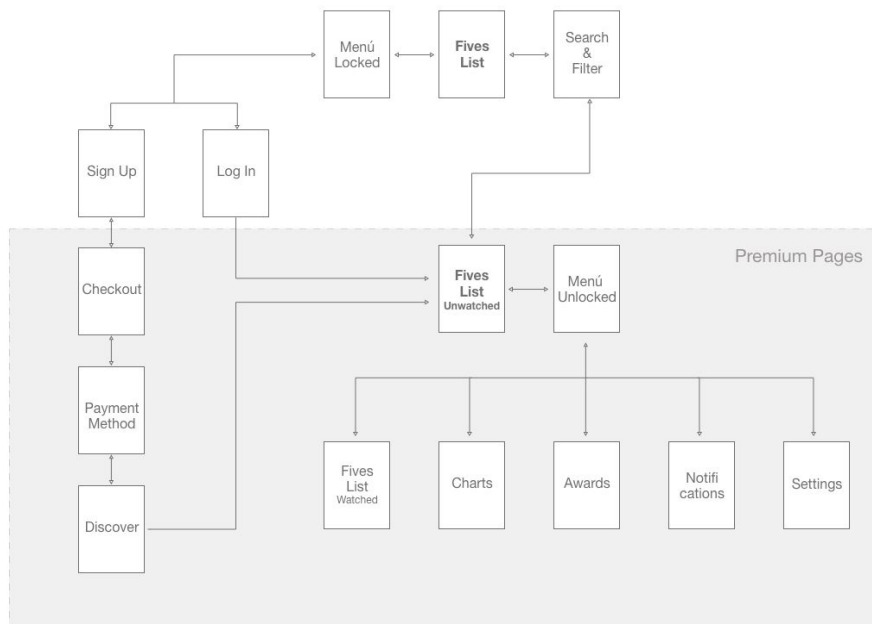 Menú
Locked
Fives
List
Search
&
Filter
Sign Up
Log In
Premium Pages
Checkout
Fives
List
Unwatched
Menú
Unlocked
Payment
Method
Fives
List
Watched
Charts
Awards
Notifi
cations
Settings
Discover